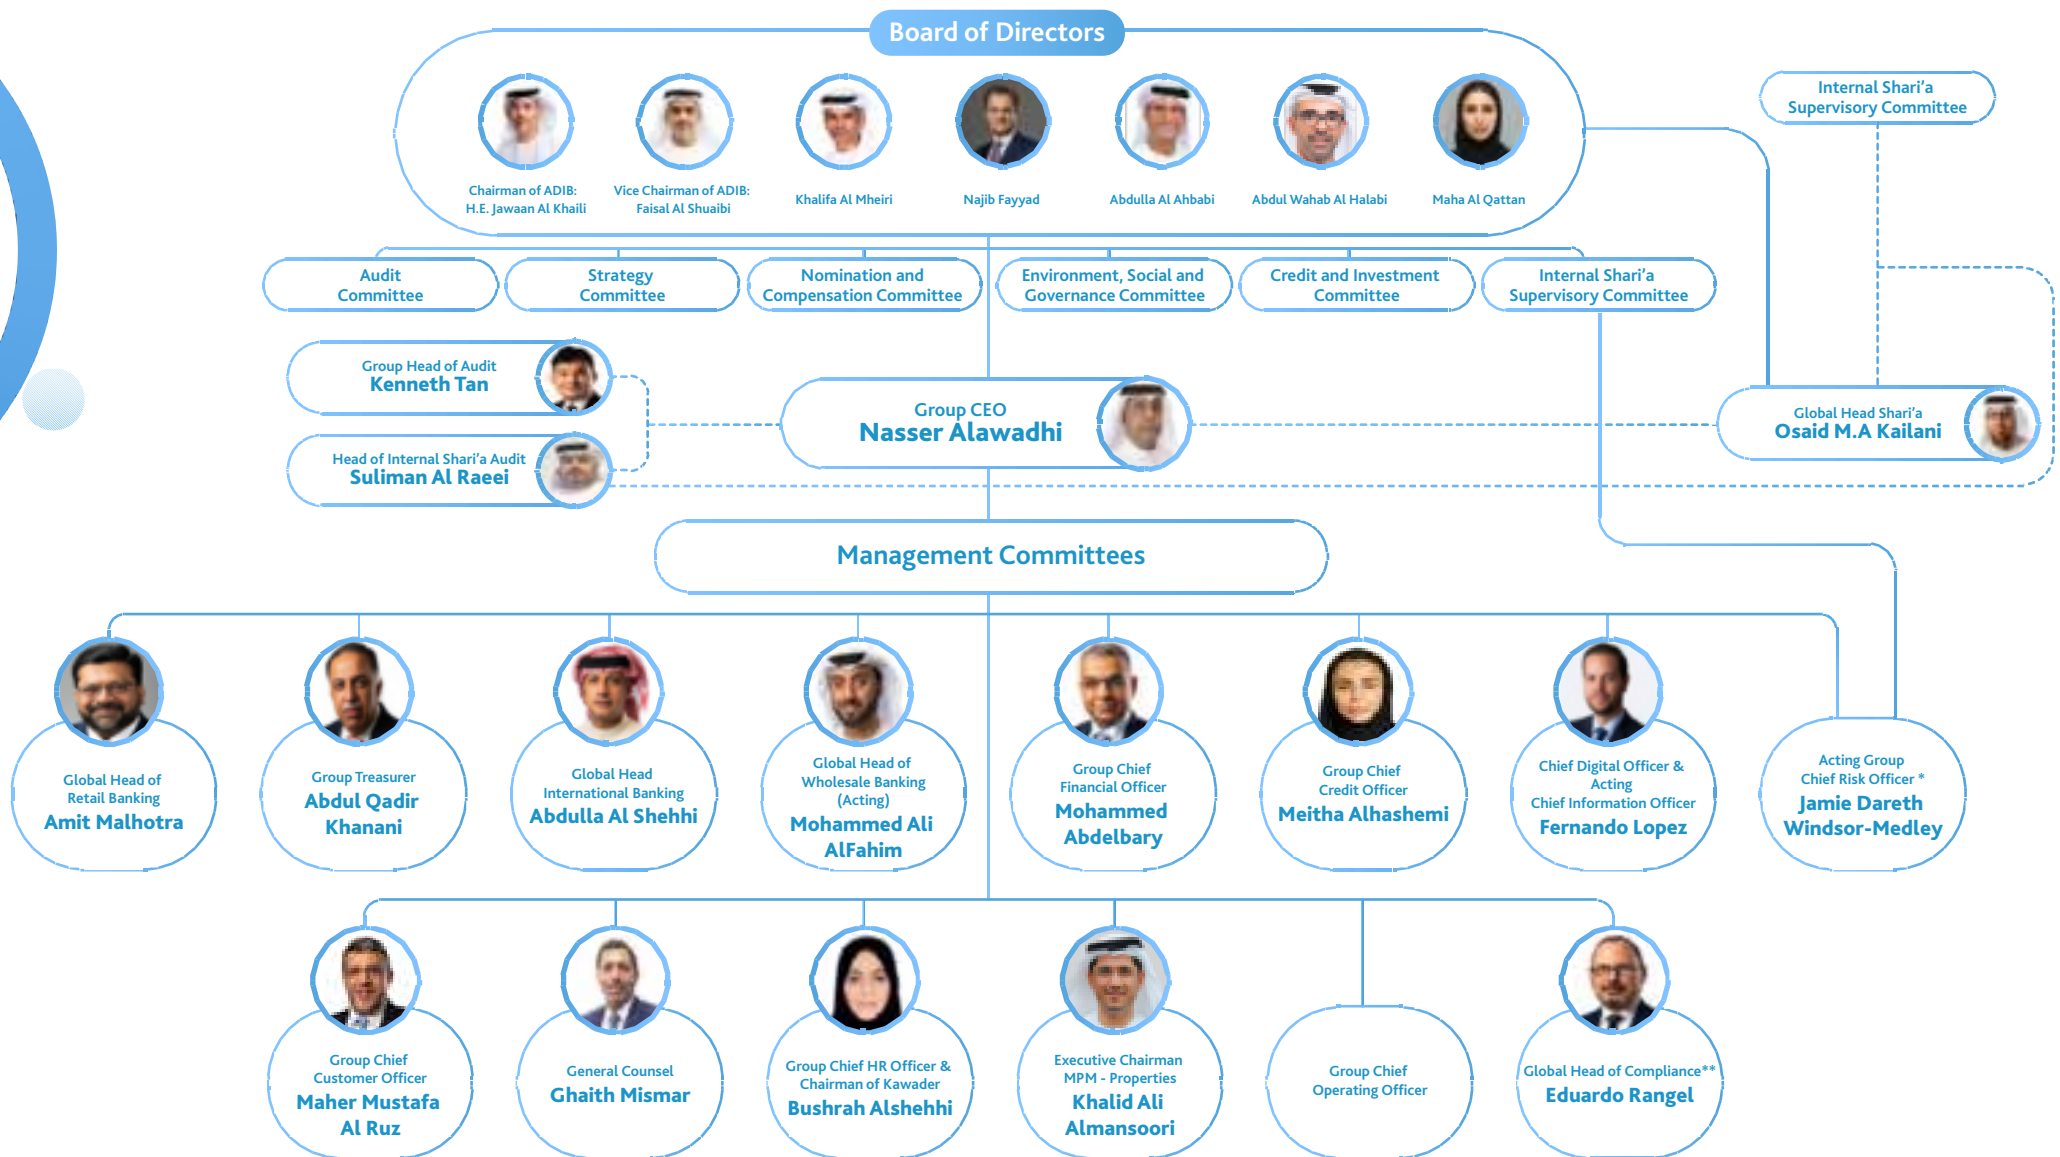 Board of Directors
Internal Shari’a
Supervisory Committee
Chairman of ADIB:
H.E. Jawaan Al Khaili
Vice Chairman of ADIB:
Faisal Al Shuaibi
Khalifa Al Mheiri
Najib Fayyad
Abdulla Al Ahbabi
Abdul Wahab Al Halabi
Maha Al Qattan
Audit
Committee
Strategy
Committee
Nomination and
Compensation Committee
Environment, Social and
Governance Committee
Credit and Investment
Committee
Internal Shari’a
Supervisory Committee
Group Head of Audit
Kenneth Tan
Head of Internal Shari’a Audit
Suliman Al Raeei
Group CEO
Nasser Alawadhi
Global Head Shari’a
Osaid M.A Kailani
Management Committees
Global Head of
Retail Banking
Amit Malhotra
Group Treasurer
Abdul Qadir
Khanani
Global Head
International Banking
Abdulla Al Shehhi
Global Head of
Wholesale Banking
(Acting)
Mohammed Ali
AlFahim
Group Chief
Financial Officer
Mohammed
Abdelbary
Group Chief
Credit Officer
Meitha Alhashemi
Chief Digital Officer &
Acting
Chief Information Officer
Fernando Lopez
Acting Group
Chief Risk Officer *
Jamie Dareth
Windsor-Medley
Group Chief
Customer Officer
Maher Mustafa
Al Ruz
General Counsel
Ghaith Mismar
Group Chief HR Officer &
Chairman of Kawader
Bushrah Alshehhi
Executive Chairman
MPM - Properties
Khalid Ali
Almansoori
Group Chief
Operating Officer
Global Head of Compliance**
Eduardo Rangel